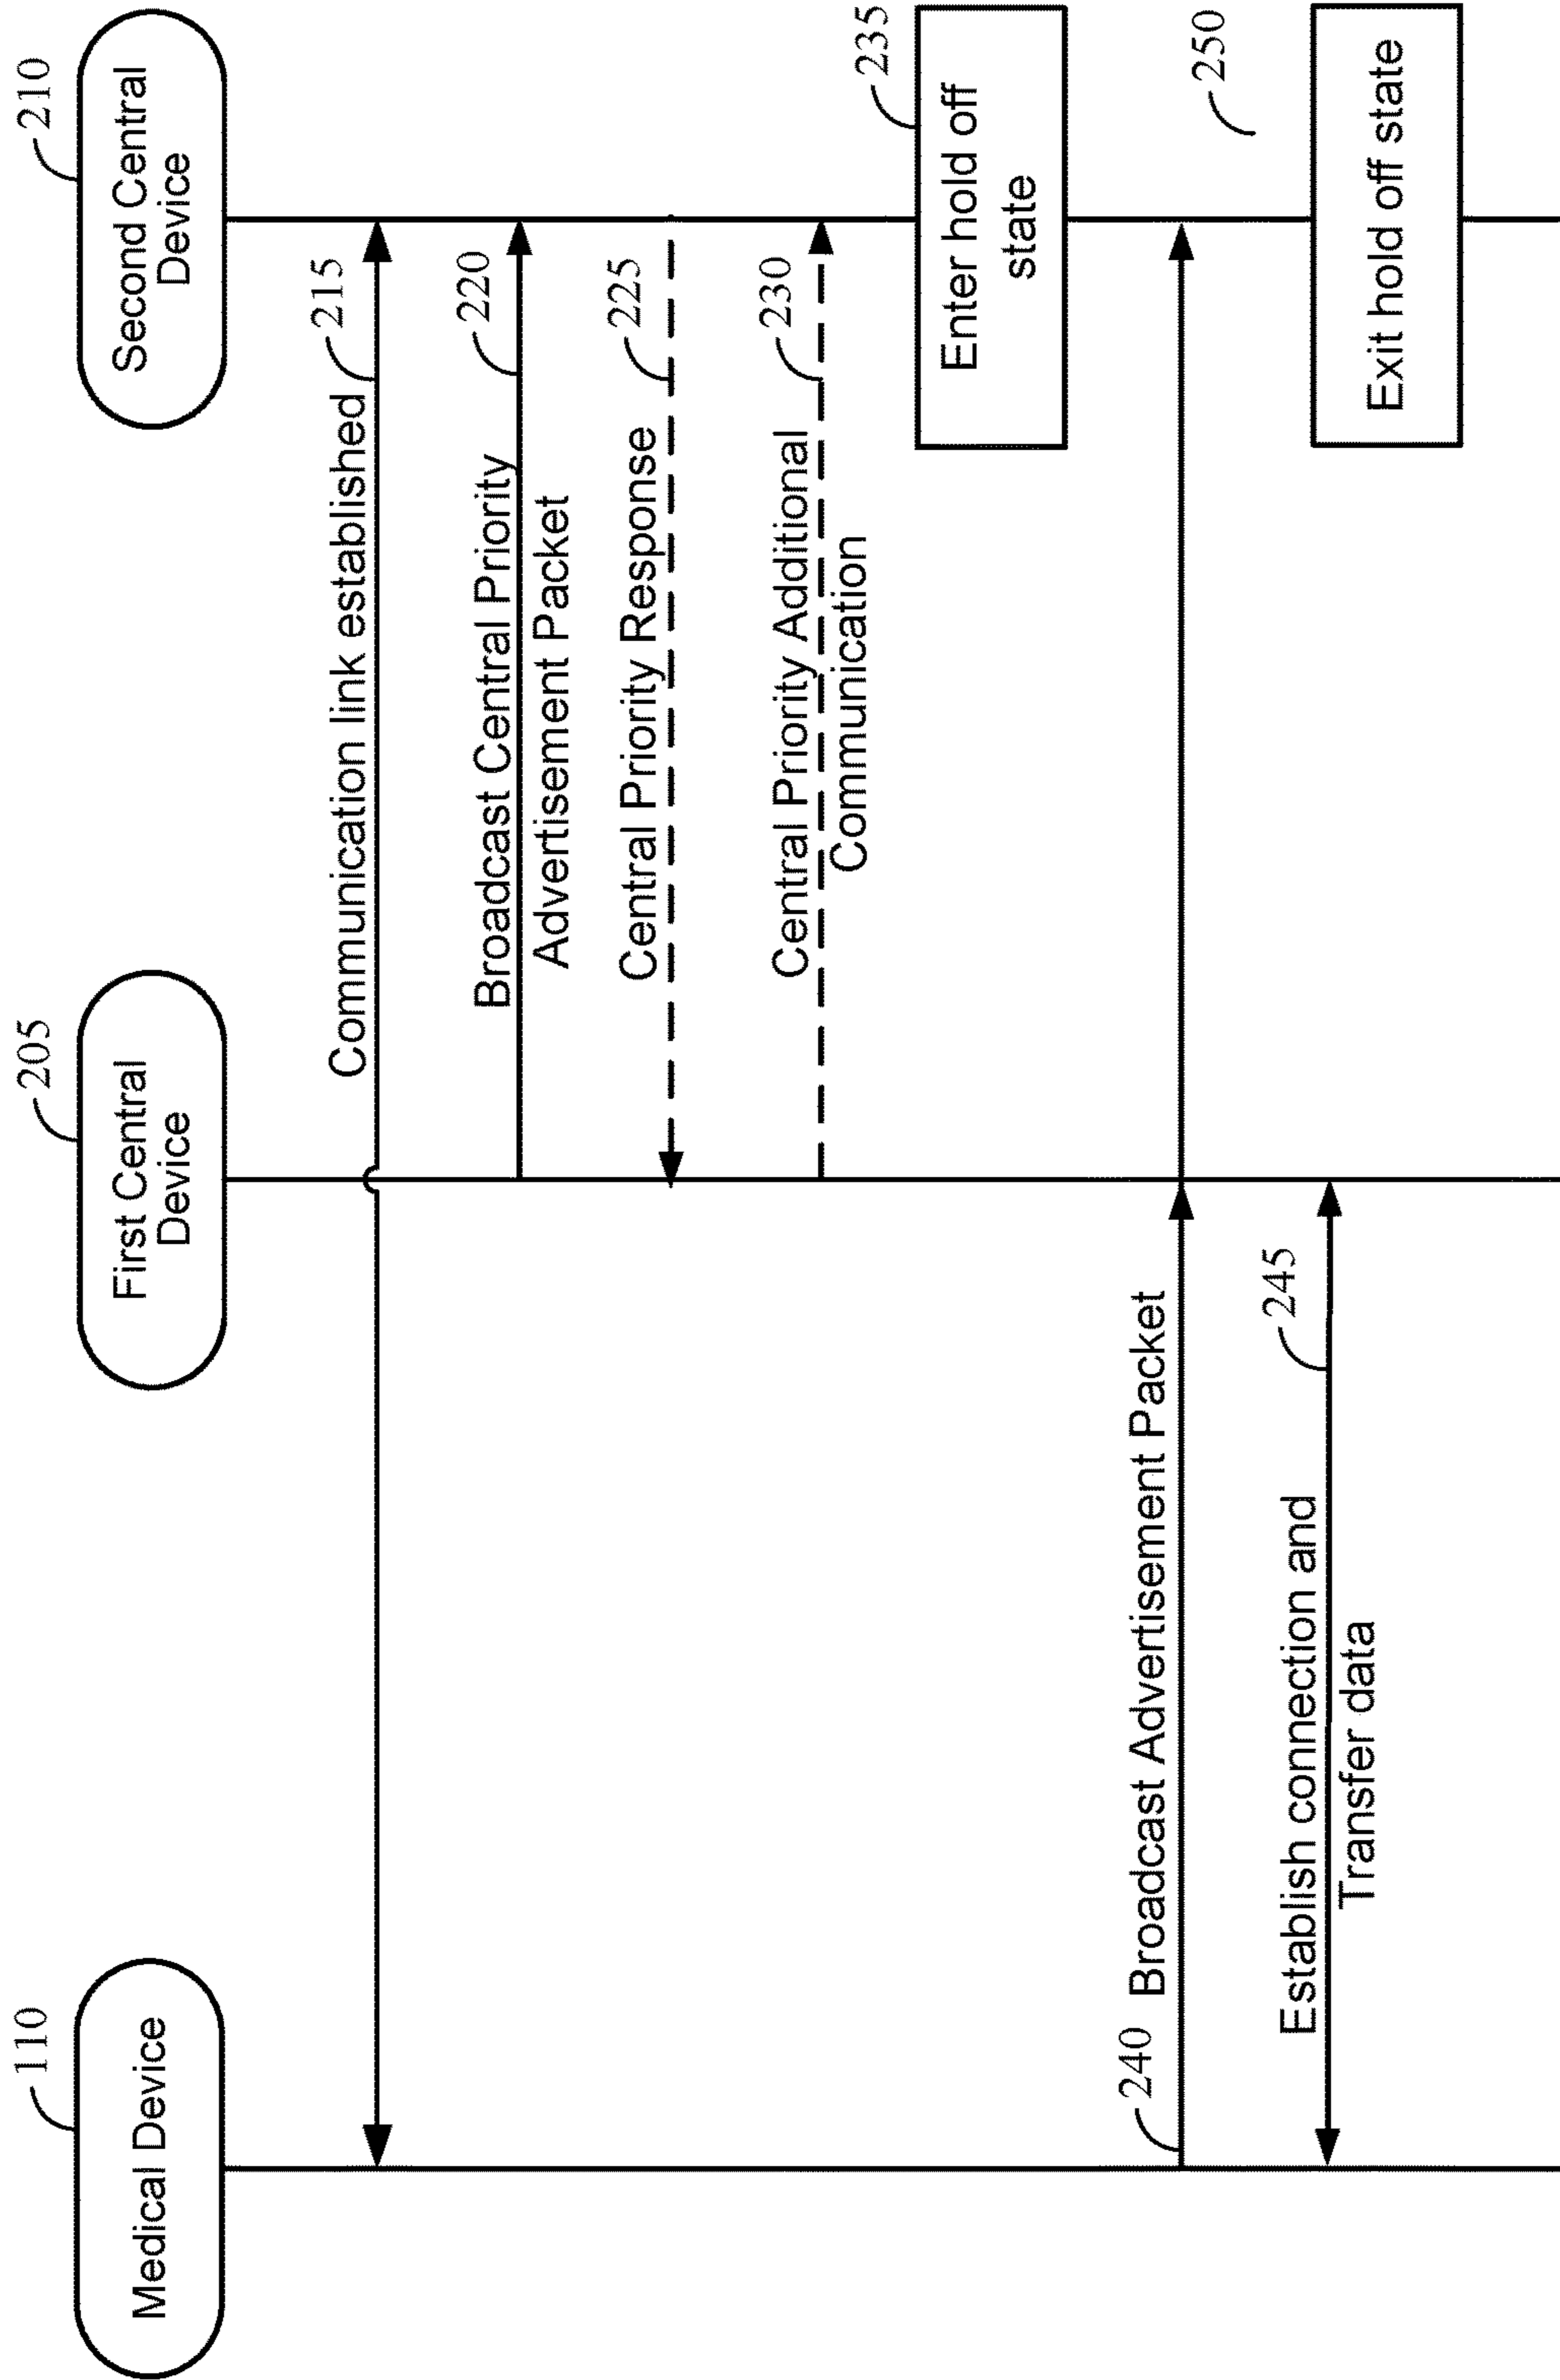 110
Medical Device
205
First Central
Device
210
Second Central
Device
Communication link established
215
Broadcast Central Priority
Advertisement Packet
220
Central Priority Response
225
Central Priority Additional
Communication
230
Enter hold off
state
235
240
Broadcast Advertisement Packet
Establish connection and
Transfer data
245
250
Exit hold off state